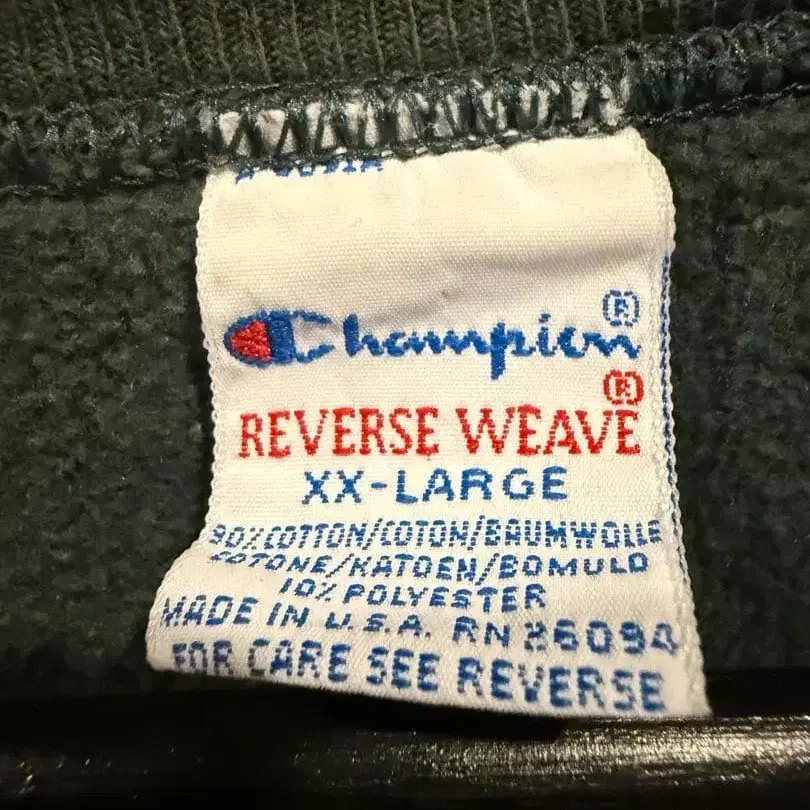 Champion®
®
REVERSE WEAVE
XX-LARGE
90% COTTON/COTON/BAUMWOLLE
COTONE/KATOEN/BOMULD
10% POLYESTER
MADE IN U.S.A. RN 26094
FOR CARE SEE REVERSE